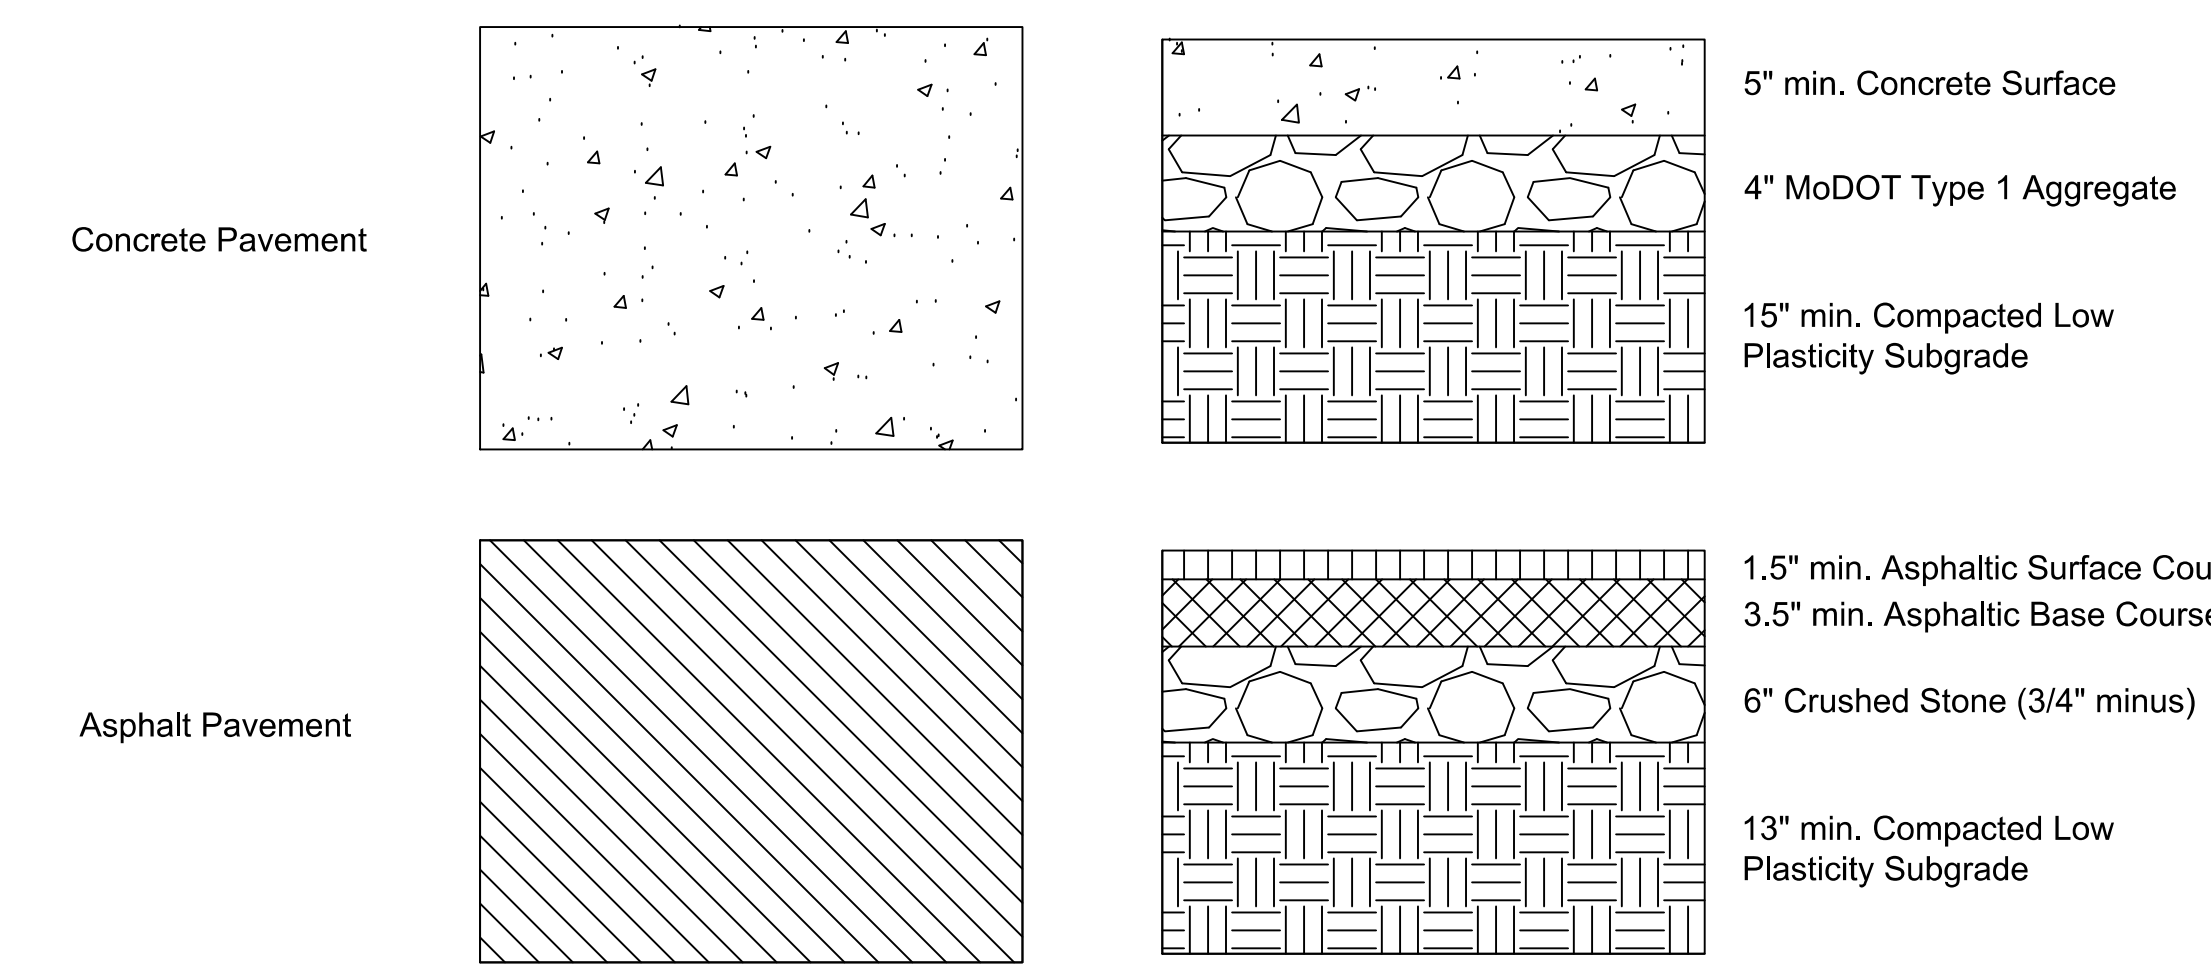 Concrete Pavement
5" min. Concrete Surface
4" MoDOT Type 1 Aggregate
15" min. Compacted Low
Plasticity Subgrade
Asphalt Pavement
1.5" min. Asphaltic Surface Cou
3.5" min. Asphaltic Base Course
6" Crushed Stone (3/4" minus)
13" min. Compacted Low
Plasticity Subgrade